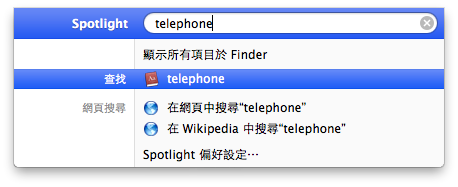 Spotlight telephone
顯示所有項目於 Finder
查找 telephone
網頁搜尋 在網頁中搜尋“telephone”
在 Wikipedia 中搜尋“telephone”
Spotlight 偏好設定⋯